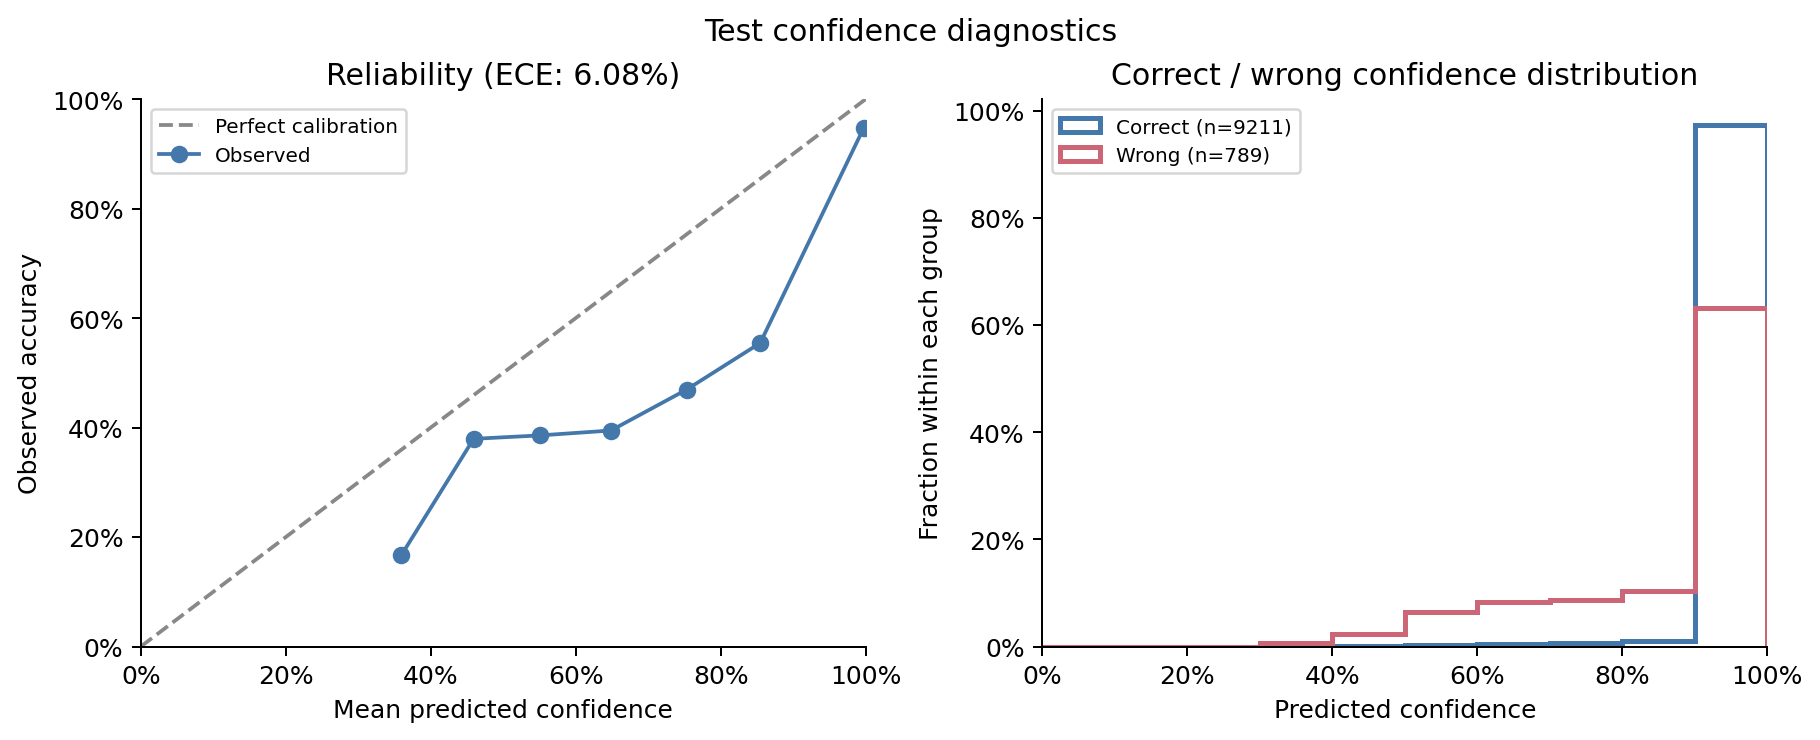 Test confidence diagnostics
Reliability (ECE: 6.08%)
100%
80%
60%
40%
20%
0%
Observed accuracy
Perfect calibration
Observed
0%
20%
40%
60%
80%
100%
Mean predicted confidence
Correct / wrong confidence distribution
100%
80%
60%
40%
20%
0%
Fraction within each group
Correct (n=9211)
Wrong (n=789)
0%
20%
40%
60%
80%
100%
Predicted confidence